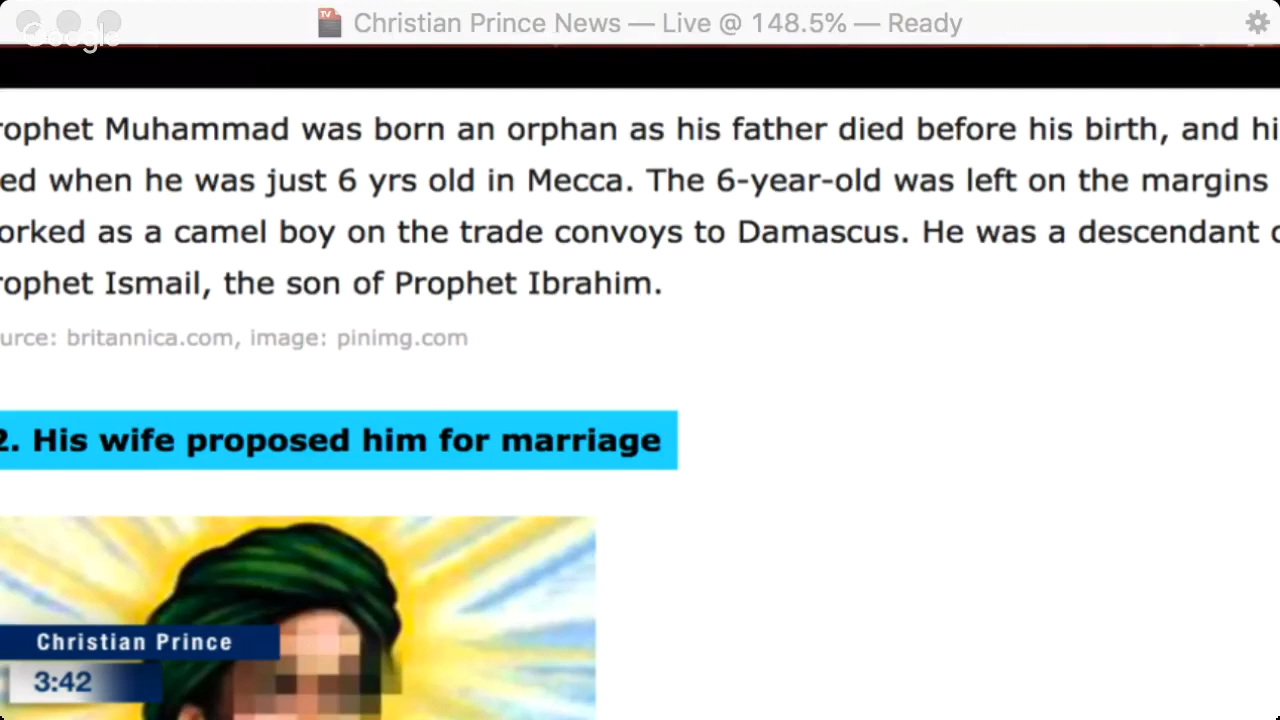 Google
TV
Christian Prince News — Live @ 148.5% — Ready
rophet Muhammad was born an orphan as his father died before his birth, and hi
ed when he was just 6 yrs old in Mecca. The 6-year-old was left on the margins
orked as a camel boy on the trade convoys to Damascus. He was a descendant o
rophet Ismail, the son of Prophet Ibrahim.
urce: britannica.com, image: pinimg.com
2. His wife proposed him for marriage
Christian Prince
3:42